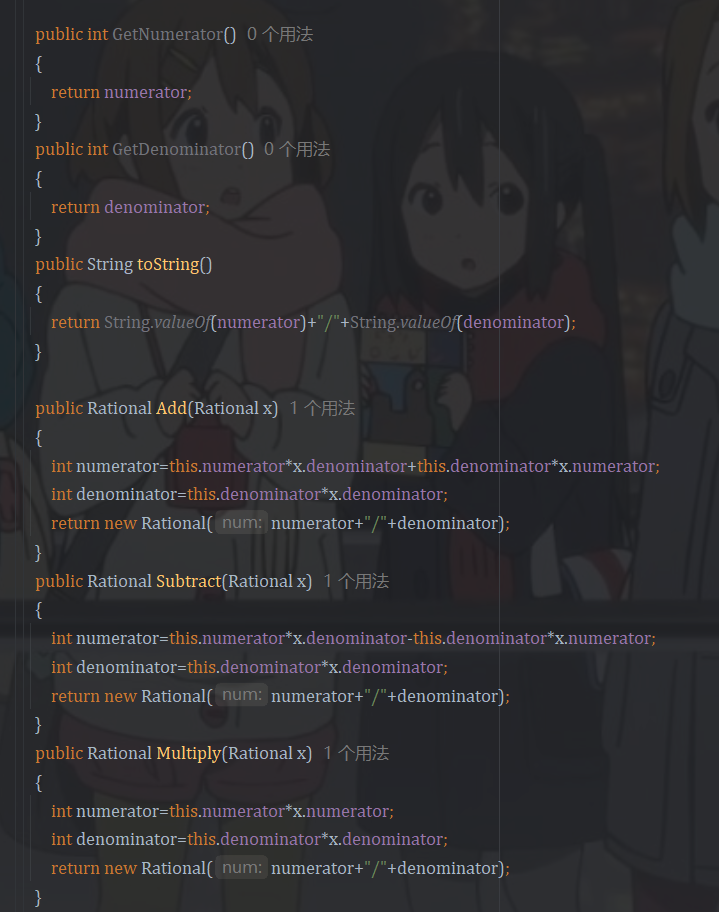 public int GetNumerator() 0 个用法
{
return numerator;
}
public int GetDenominator() 0 个用法
{
return denominator;
}
public String toString()
{
return String.valueOf(numerator)+"/"+String.valueOf(denominator);
}
public Rational Add(Rational x) 1 个用法
{
int numerator=this.numerator*x.denominator+this.denominator*x.numerator;
int denominator=this.denominator*x.denominator;
return new Rational( num: numerator+"/"+denominator);
}
public Rational Subtract(Rational x) 1 个用法
{
int numerator=this.numerator*x.denominator-this.denominator*x.numerator;
int denominator=this.denominator*x.denominator;
return new Rational( num: numerator+"/"+denominator);
}
public Rational Multiply(Rational x) 1 个用法
{
int numerator=this.numerator*x.numerator;
int denominator=this.denominator*x.denominator;
return new Rational( num: numerator+"/"+denominator);
}